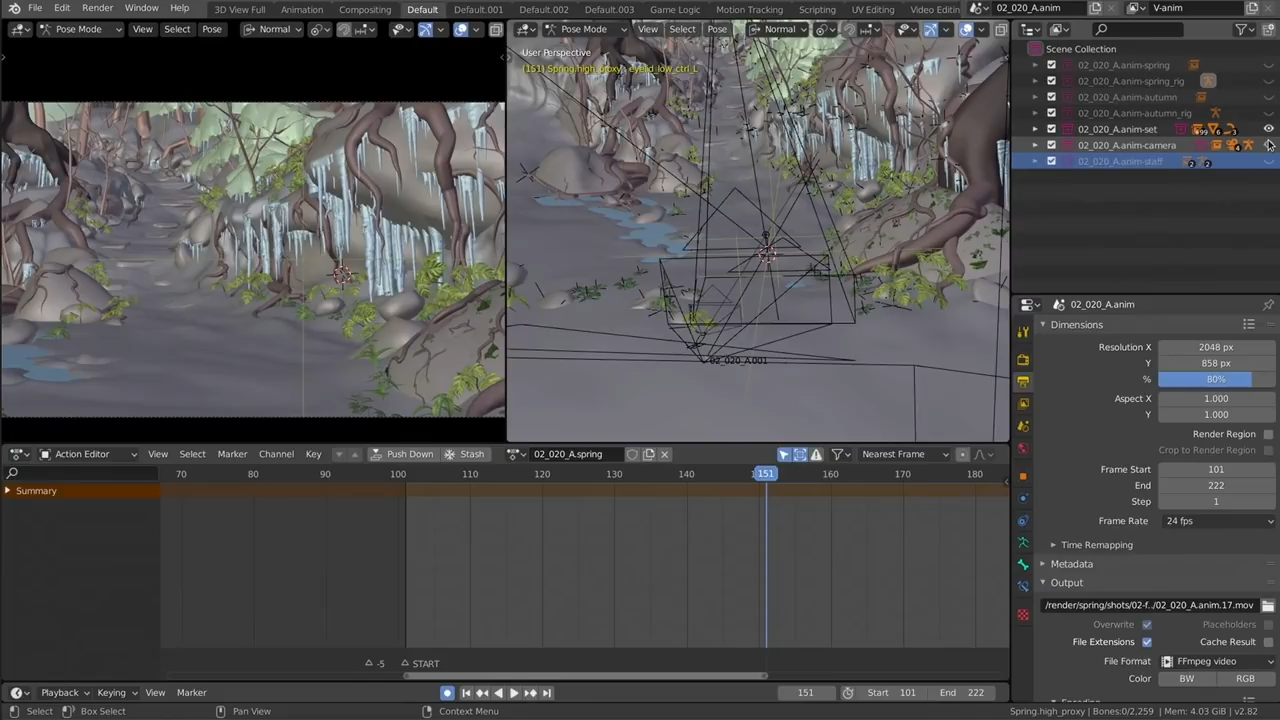 File Edit Render Window Help 3D View Full Animation Compositing Default Default.001 Default.002 Default.003 Game Logic Motion Tracking Scripting UV Editing Video Editin 02_020_A.anim V-anim
Pose Mode View Select Pose Normal Pose Mode View Select Pose Normal
User Perspective
(151) Spring.high_proxy : eyelid_low_ctrl_L
Scene Collection
02_020_A.anim-spring
02_020_A.anim-spring_rig
02_020_A.anim-autumn
02_020_A.anim-autumn_rig
02_020_A.anim-set
02_020_A.anim-camera
02_020_A.anim-staff
02_020_A.001
02_020_A.anim
Dimensions
Resolution X 2048 px
Y 858 px
% 80%
Aspect X 1.000
Y 1.000
Render Region
Crop to Render Region
Frame Start 101
End 222
Step 1
Frame Rate 24 fps
Time Remapping
Metadata
Output
/render/spring/shots/02-f../02_020_A.anim.17.mov
Overwrite Placeholders
File Extensions Cache Result
File Format FFmpeg video
Color BW RGB
Action Editor View Select Marker Channel Key Push Down Stash 02_020_A.spring Nearest Frame
70 80 90 100 110 120 130 140 151 160 170 180
Summary
-5 START
Playback Keying View Marker 151 Start 101 End 222
Select Box Select Pan View Context Menu Spring.high_proxy | Bones:0/2,259 | Mem: 4.03 GiB | v2.82